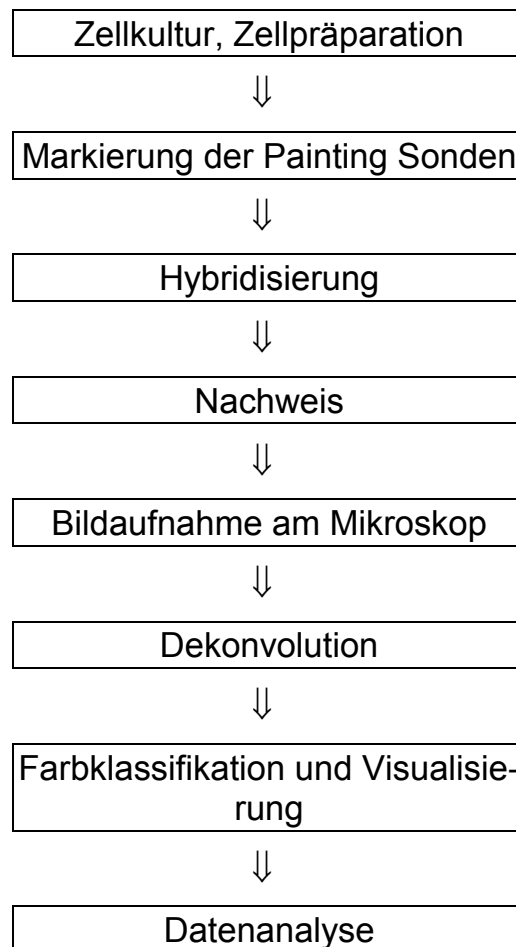 Zellkultur, Zellpräparation
⇓
Markierung der Painting Sonden
⇓
Hybridisierung
⇓
Nachweis
⇓
Bildaufnahme am Mikroskop
⇓
Dekonvolution
⇓
Farbklassifikation und Visualisie-
rung
⇓
Datenanalyse